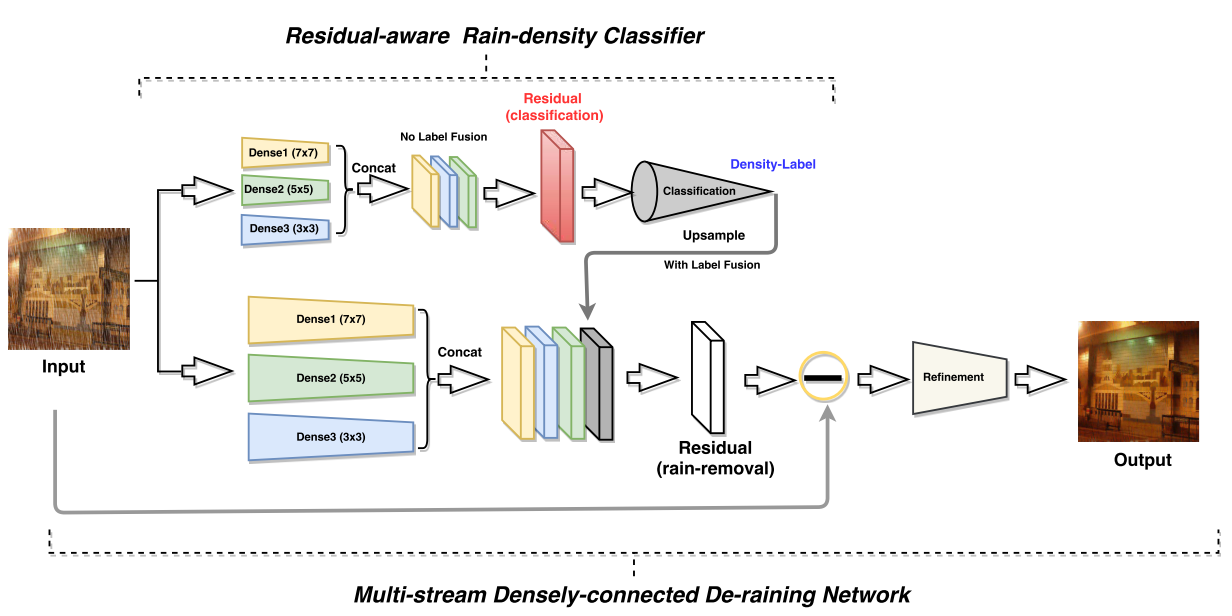 Residual-aware Rain-density Classifier
Residual
(classification)
No Label Fusion
Dense1 (7x7)
Concat
Density-Label
Dense2 (5x5)
Classification
Dense3 (3x3)
Upsample
With Label Fusion
Input
Dense1 (7x7)
Concat
Dense2 (5x5)
Refinement
Dense3 (3x3)
Residual
(rain-removal)
Output
Multi-stream Densely-connected De-raining Network